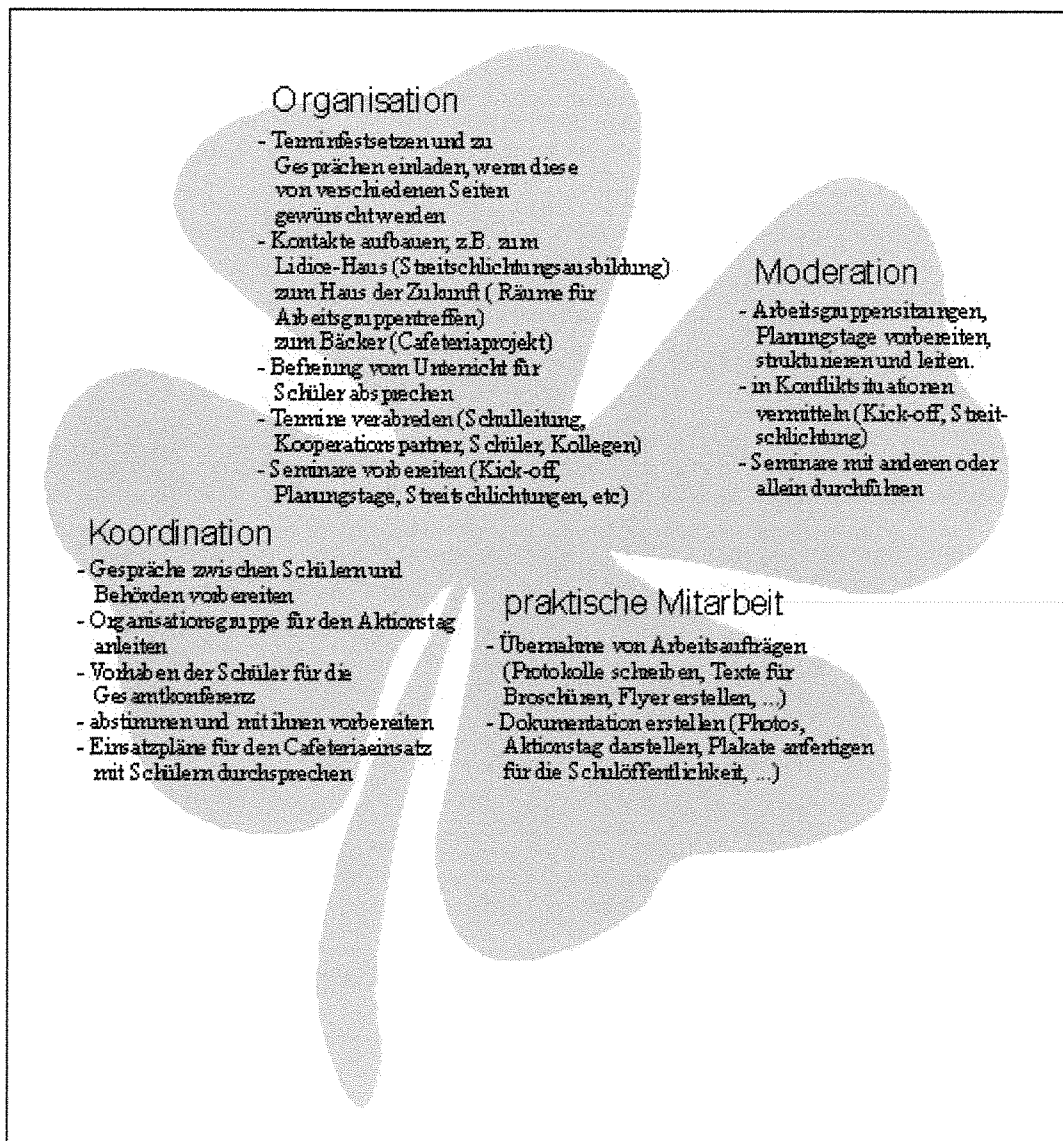 Organisation
- Terminfestsetzen und zu
Gesprächen einladen, wenn diese
von verschiedenen Seiten
gewünscht werden
- Kontakte aufbauen; z.B. zum
Lidice-Haus (Streitschlichtungsausbildung)
zum Haus der Zukunft ( Räume für
Arbeitsgruppentreffen)
zum Bäcker (Cafeteriaprojekt)
- Befreiung vom Unterricht für
Schüler absprechen
- Termine verabreden (Schulleitung,
Kooperationspartner, Schüler, Kollegen)
- Seminare vorbereiten (Kick-off,
Planungstage, Streitschlichtungen, etc)
Moderation
- Arbeitsgruppensitzungen,
Planungstage vorbereiten,
strukturieren und leiten.
- in Konfliktsituationen
vermitteln (Kick-off, Streit-
schlichtung)
- Seminare mit anderen oder
allein durchführen
Koordination
- Gespräche zwischen Schülern und
Behörden vorbereiten
- Organisationsgruppe für den Aktionstag
anleiten
- Vorhaben der Schüler für die
Gesamtkonferenz
- abstimmen und mit ihnen vorbereiten
- Einsatzpläne für den Cafeteriaeinsatz
mit Schülern durchsprechen
praktische Mitarbeit
- Übernahme von Arbeitsaufträgen
(Protokolle schreiben, Texte für
Broschüren, Flyer erstellen, ...)
- Dokumentation erstellen (Photos,
Aktionstag darstellen, Plakate anfertigen
für die Schulöffentlichkeit, ...)